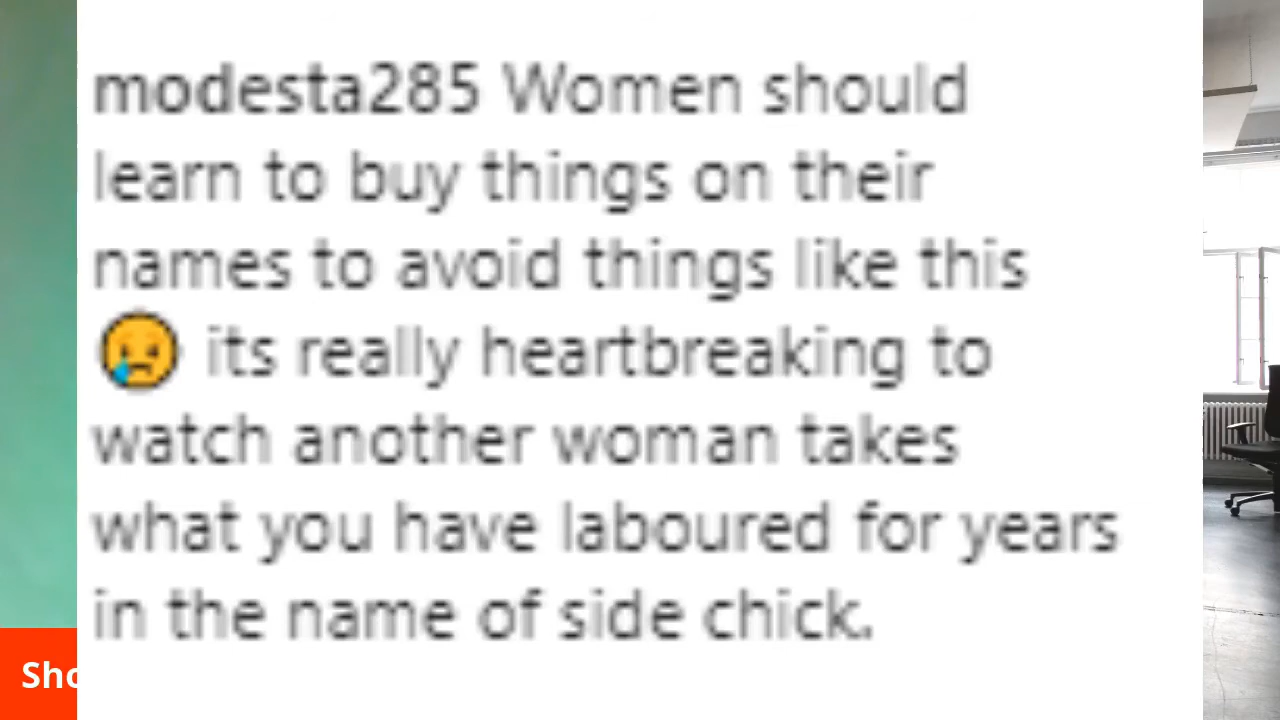 modesta285 Women should
learn to buy things on their
names to avoid things like this
😢 its really heartbreaking to
watch another woman takes
what you have laboured for years
in the name of side chick.
Sho